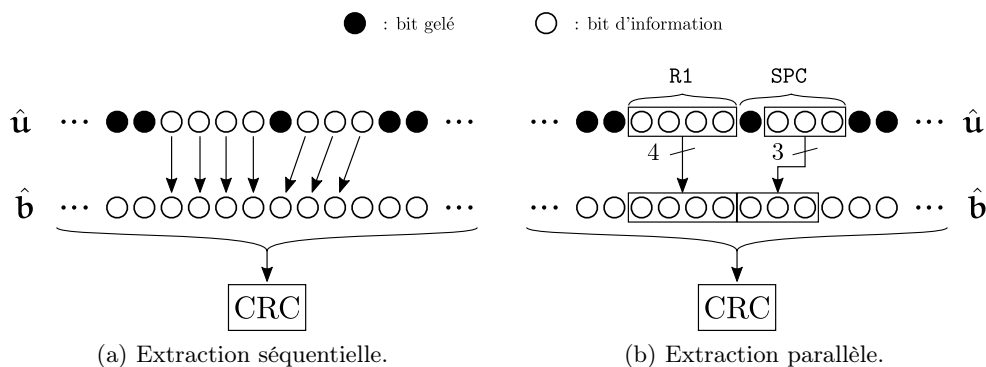 : bit gelé
: bit d'information
R1
SPC
û ... ... ... ... û
4
3
b̂ ... ... ... ... b̂
CRC
CRC
(a) Extraction séquentielle.
(b) Extraction parallèle.